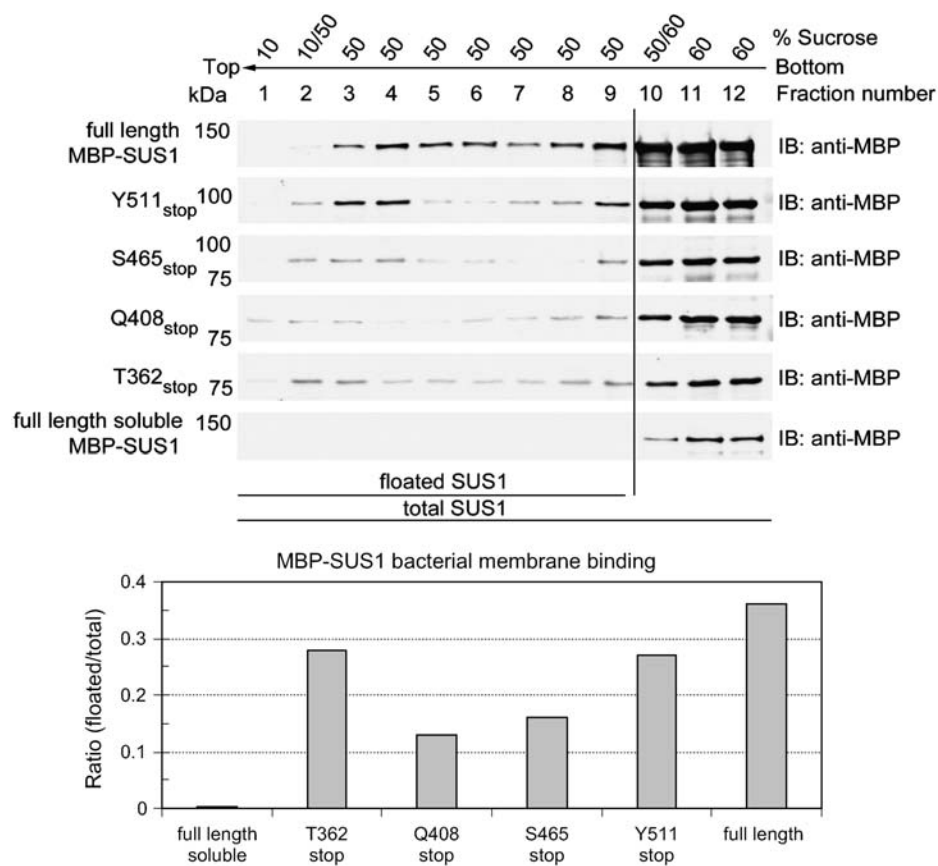 10 10/50 50 50 50 50 50 50 50 50/60 60 60 % Sucrose
Top Bottom
kDa 1 2 3 4 5 6 7 8 9 10 11 12 Fraction number
full length MBP-SUS1 150 IB: anti-MBP
Y511stop 100 IB: anti-MBP
S465stop 100 75 IB: anti-MBP
Q408stop 75 IB: anti-MBP
T362stop 75 IB: anti-MBP
full length soluble MBP-SUS1 150 IB: anti-MBP
floated SUS1
total SUS1
MBP-SUS1 bacterial membrane binding
Ratio (floated/total)
0.4
0.3
0.2
0.1
0
full length soluble
T362 stop
Q408 stop
S465 stop
Y511 stop
full length